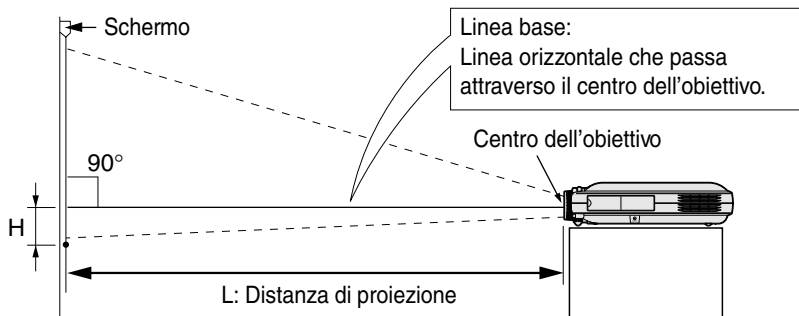 Schermo
Linea base:
Linea orizzontale che passa
attraverso il centro dell'obiettivo.
Centro dell'obiettivo
90°
H
L: Distanza di proiezione